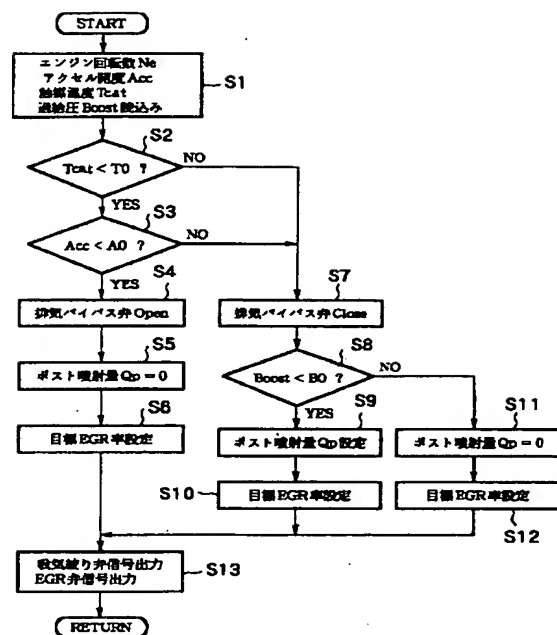 START
エンジン回転数 Ne
アクセル開度 Acc
触媒温度 Tcat
過給圧 Boost 読込み
S1
S2
Tcat < T0 ?
NO
YES
S3
Acc < A0 ?
NO
YES
S4
排気バイパス弁 Open
S7
排気バイパス弁 Close
S5
ポスト噴射量 Qp = 0
S8
Boost < B0 ?
NO
YES
S6
目標 EGR 率設定
S9
ポスト噴射量 Qp 設定
S11
ポスト噴射量 Qp = 0
S10
目標 EGR 率設定
目標 EGR 率設定
S12
吸気絞り弁信号出力
EGR 弁信号出力
S13
RETURN